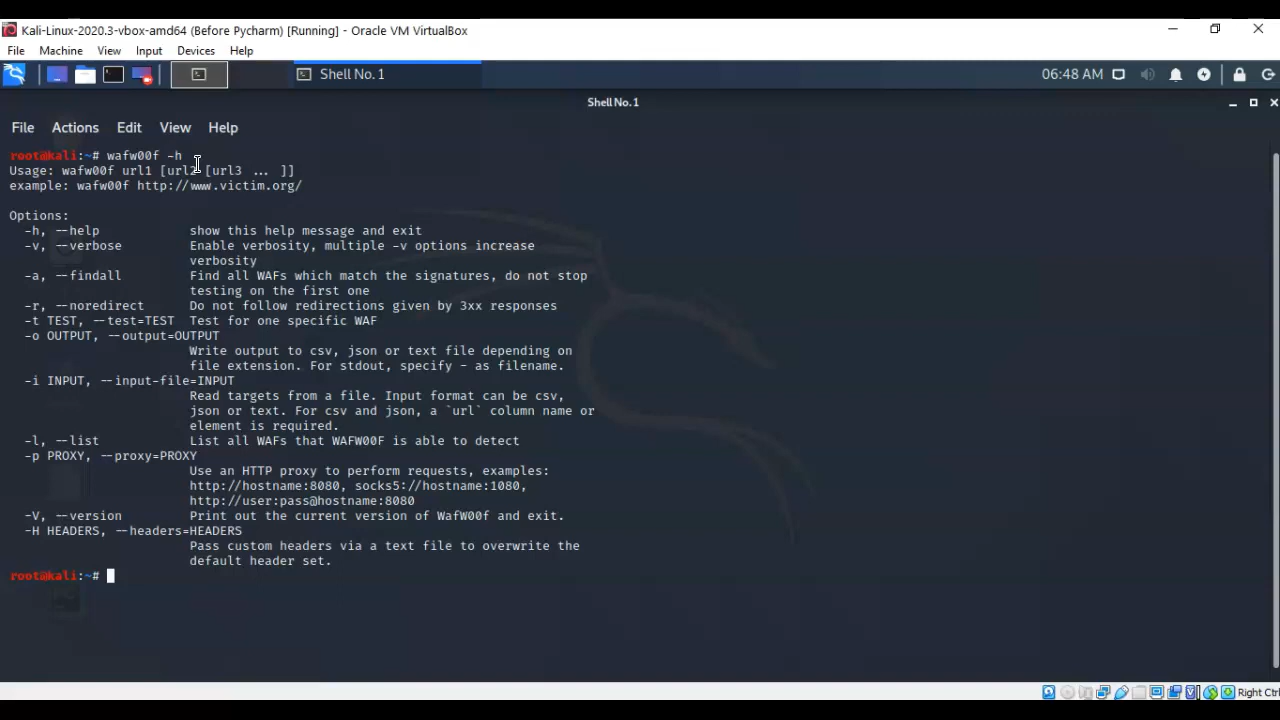 Kali-Linux-2020.3-vbox-amd64 (Before Pycharm) [Running] - Oracle VM VirtualBox
File Machine View Input Devices Help
Shell No. 1
06:48 AM
Shell No. 1
File Actions Edit View Help
root@kali:~# wafw00f -h
Usage: wafw00f url1 [url2 [url3 ... ]]
example: wafw00f http://www.victim.org/
Options:
-h, --help show this help message and exit
-v, --verbose Enable verbosity, multiple -v options increase
verbosity
-a, --findall Find all WAFs which match the signatures, do not stop
testing on the first one
-r, --noredirect Do not follow redirections given by 3xx responses
-t TEST, --test=TEST Test for one specific WAF
-o OUTPUT, --output=OUTPUT
Write output to csv, json or text file depending on
file extension. For stdout, specify - as filename.
-i INPUT, --input-file=INPUT
Read targets from a file. Input format can be csv,
json or text. For csv and json, a `url` column name or
element is required.
-l, --list List all WAFs that WAFW00F is able to detect
-p PROXY, --proxy=PROXY
Use an HTTP proxy to perform requests, examples:
http://hostname:8080, socks5://hostname:1080,
http://user:pass@hostname:8080
-V, --version Print out the current version of WafW00f and exit.
-H HEADERS, --headers=HEADERS
Pass custom headers via a text file to overwrite the
default header set.
root@kali:~#
Right Ctrl